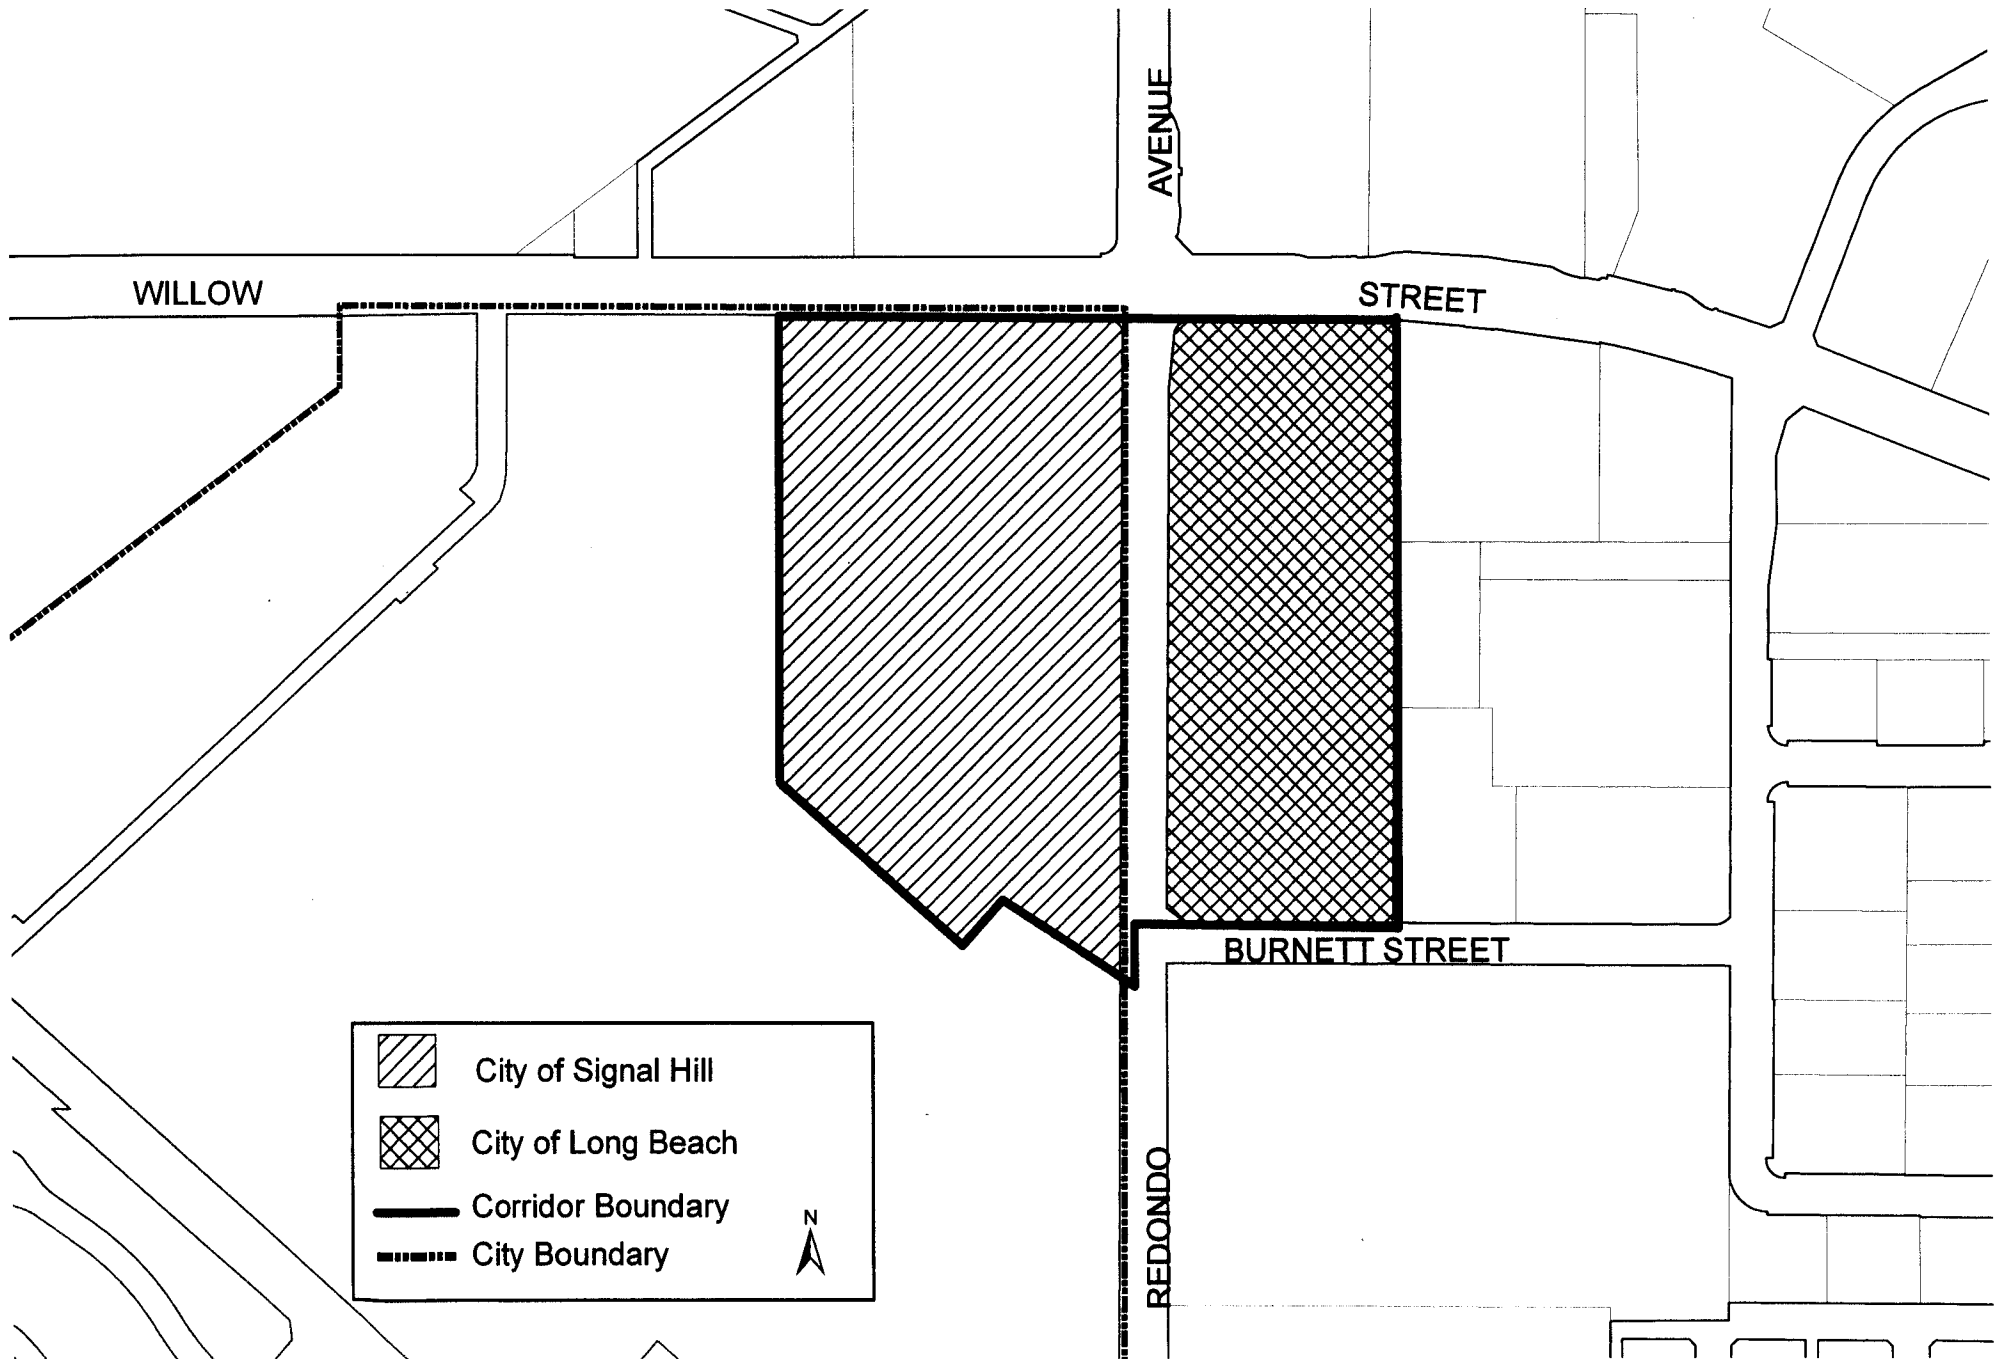 AVENUE
WILLOW
STREET
BURNETT STREET
City of Signal Hill
City of Long Beach
Corridor Boundary
N
City Boundary
REDONDO